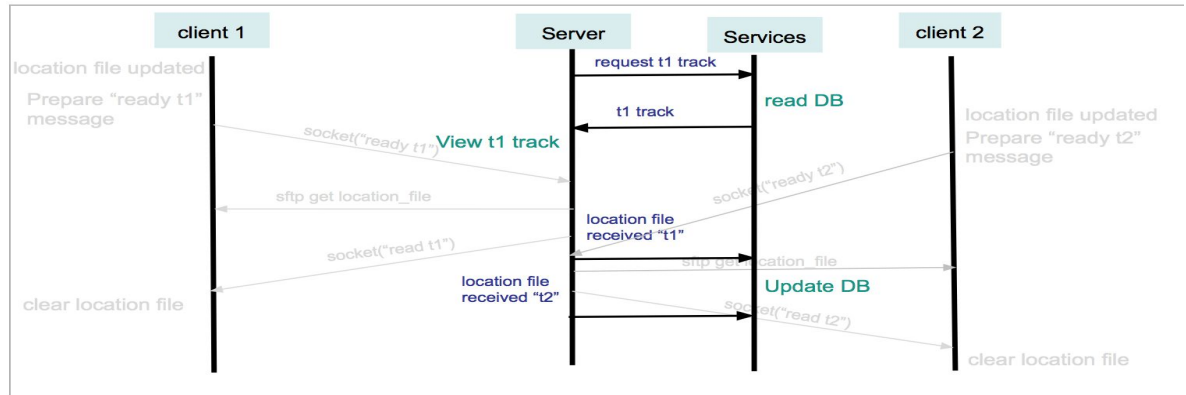 client 1
Server
Services
client 2
location file updated
Prepare “ready t1”
message
request t1 track
read DB
t1 track
location file updated
Prepare “ready t2”
message
socket(“ready t1”)
View t1 track
socket(“ready t2”)
sftp get location_file
location file
received “t1”
socket(“read t1”)
sftp get location_file
clear location file
location file
received “t2”
Update DB
socket(“read t2”)
clear location file